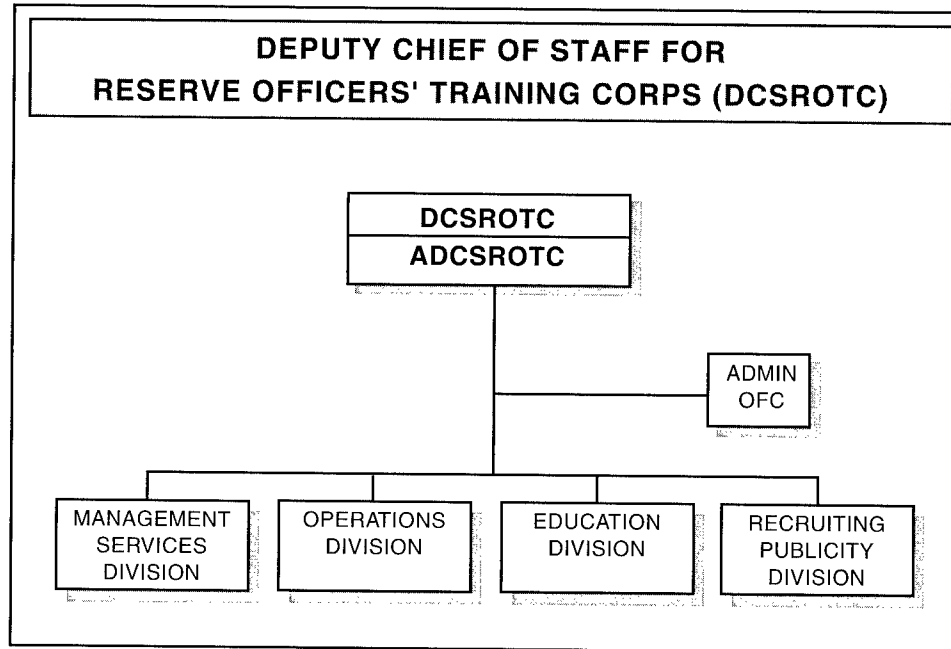 DEPUTY CHIEF OF STAFF FOR
RESERVE OFFICERS' TRAINING CORPS (DCSROTC)
DCSROTC
ADCSROTC
ADMIN
OFC
MANAGEMENT
SERVICES
DIVISION
OPERATIONS
DIVISION
EDUCATION
DIVISION
RECRUITING
PUBLICITY
DIVISION